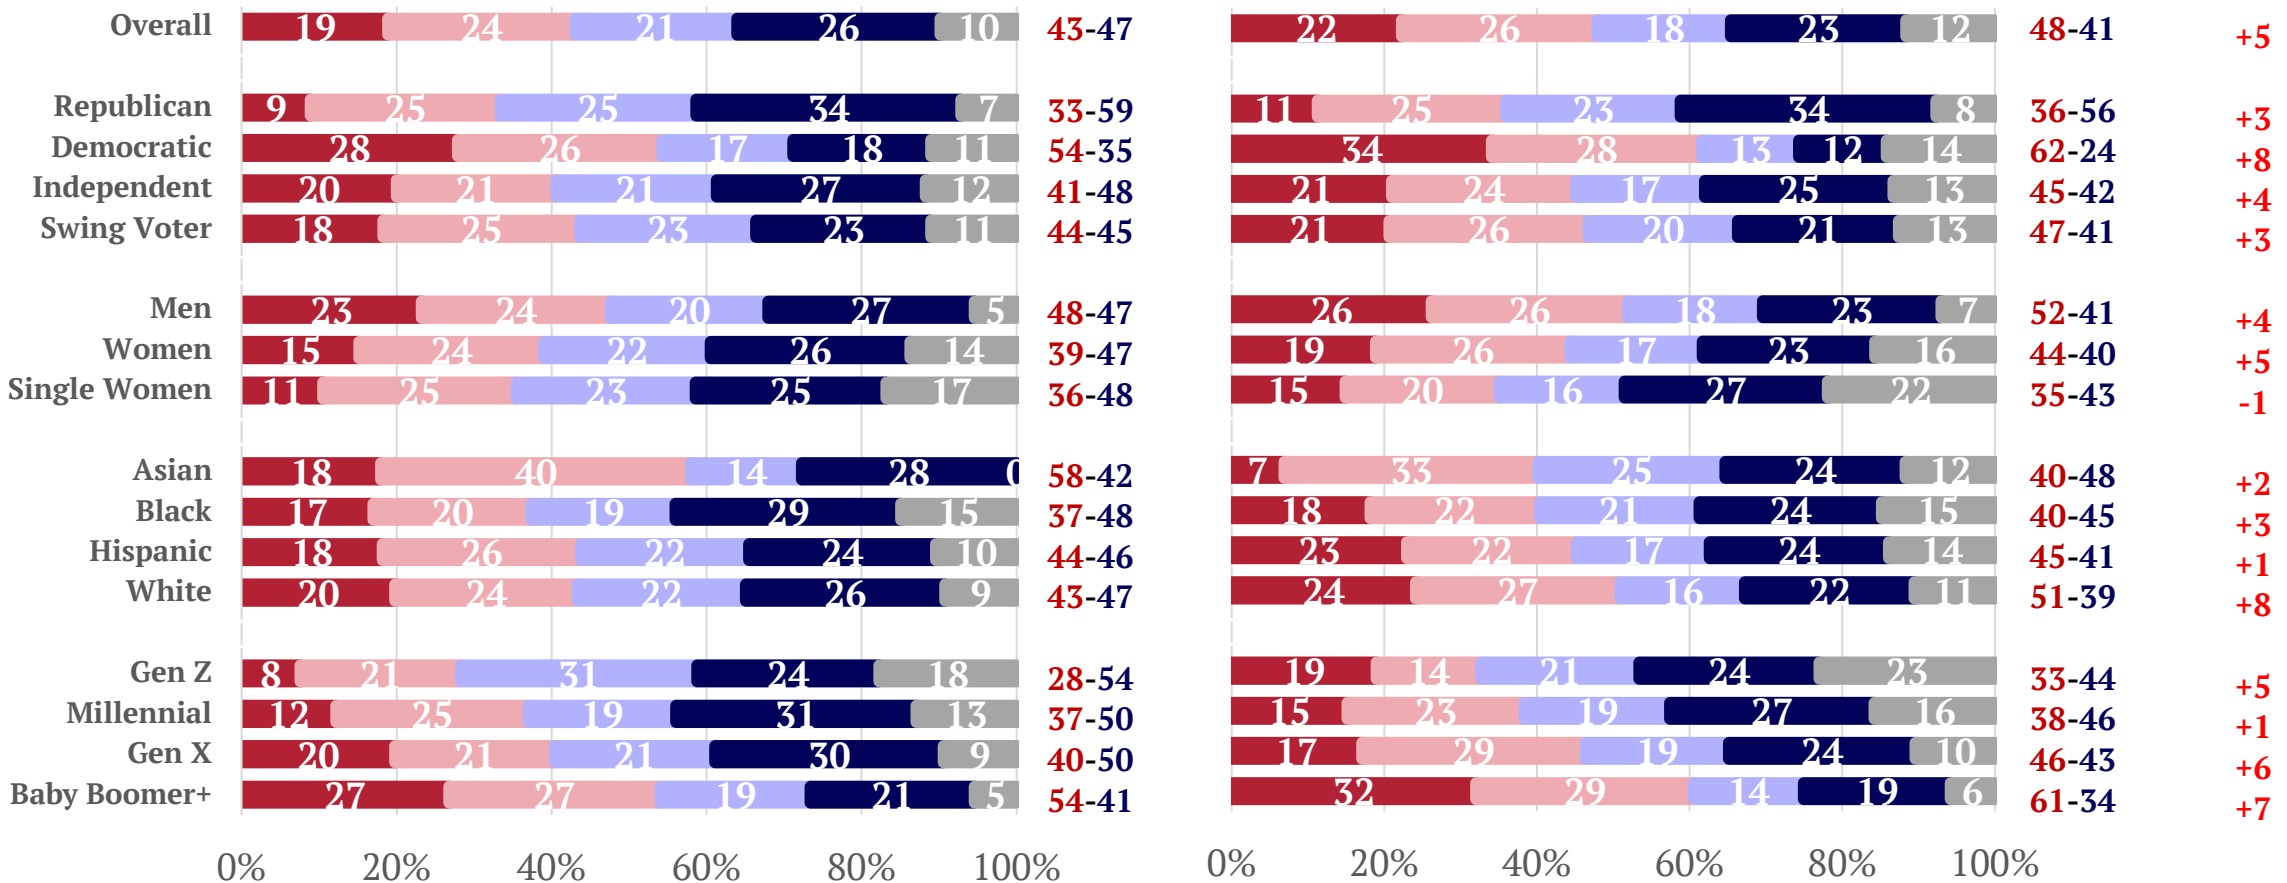 Overall 19 24 21 26 10 43-47 22 26 18 23 12 48-41 +5
Republican 9 25 25 34 7 33-59 11 25 23 34 8 36-56 +3
Democratic 28 26 17 18 11 54-35 34 28 13 12 14 62-24 +8
Independent 20 21 21 27 12 41-48 21 24 17 25 13 45-42 +4
Swing Voter 18 25 23 23 11 44-45 21 26 20 21 13 47-41 +3
Men 23 24 20 27 5 48-47 26 26 18 23 7 52-41 +4
Women 15 24 22 26 14 39-47 19 26 17 23 16 44-40 +5
Single Women 11 25 23 25 17 36-48 15 20 16 27 22 35-43 -1
Asian 18 40 14 28 0 58-42 7 33 25 24 12 40-48 +2
Black 17 20 19 29 15 37-48 18 22 21 24 15 40-45 +3
Hispanic 18 26 22 24 10 44-46 23 22 17 24 14 45-41 +1
White 20 24 22 26 9 43-47 24 27 16 22 11 51-39 +8
Gen Z 8 21 31 24 18 28-54 19 14 21 24 23 33-44 +5
Millennial 12 25 19 31 13 37-50 15 23 19 27 16 38-46 +1
Gen X 20 21 21 30 9 40-50 17 29 19 24 10 46-43 +6
Baby Boomer+ 27 27 19 21 5 54-41 32 29 14 19 6 61-34 +7
0% 20% 40% 60% 80% 100% 0% 20% 40% 60% 80% 100%